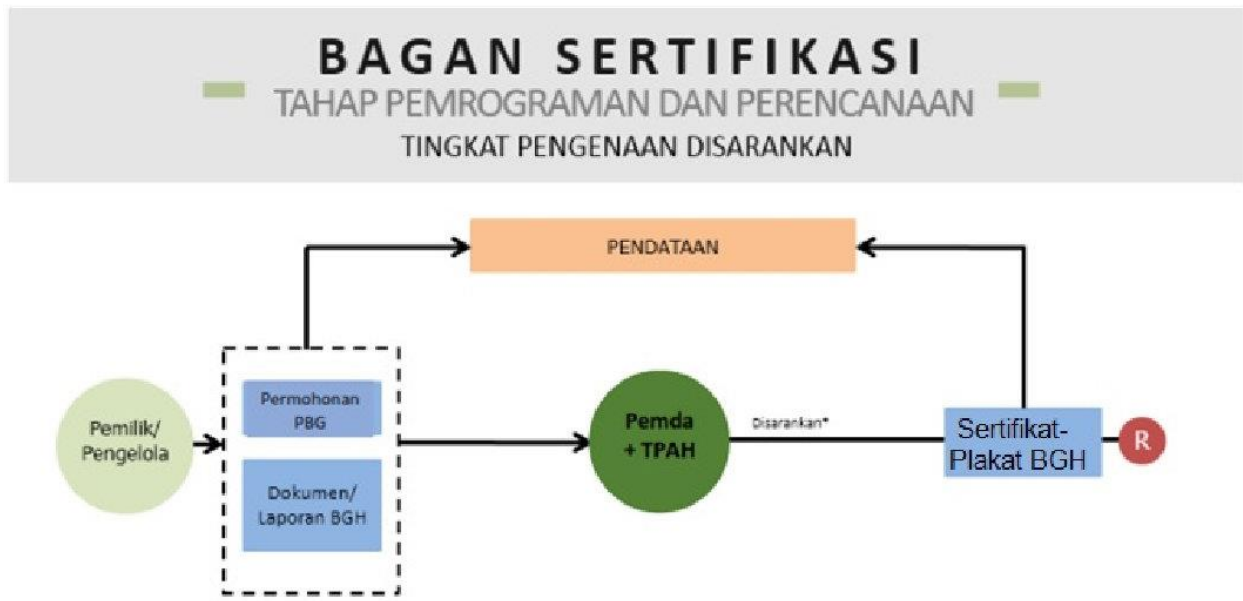 BAGAN SERTIFIKASI
TAHAP PEMROGRAMAN DAN PERENCANAAN
TINGKAT PENGENAAN DISARANKAN
PENDATAAN
Pemilik/
Pengelola
Permohonan
PBG
Dokumen/
Laporan BGH
Pemda
+ TPAH
Disarankan*
Sertifikat-
Plakat BGH
R